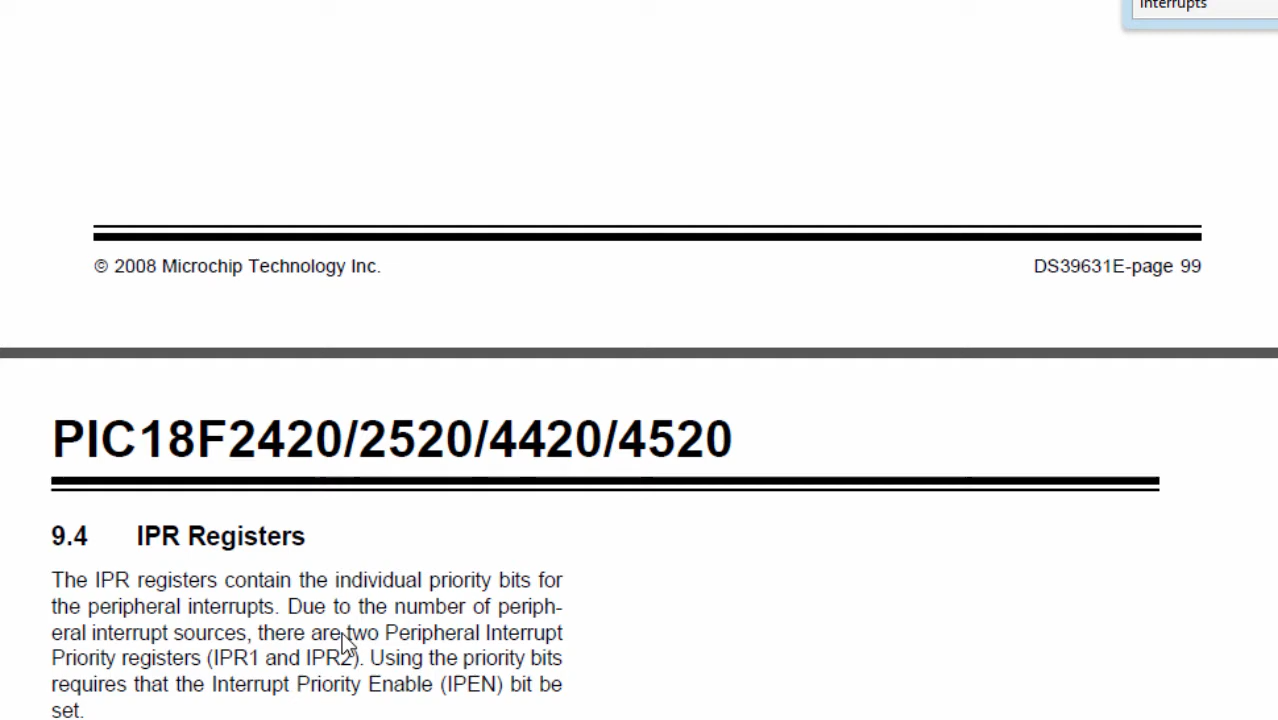 interrupts
© 2008 Microchip Technology Inc.
DS39631E-page 99
PIC18F2420/2520/4420/4520
9.4 IPR Registers
The IPR registers contain the individual priority bits for
the peripheral interrupts. Due to the number of periph-
eral interrupt sources, there are two Peripheral Interrupt
Priority registers (IPR1 and IPR2). Using the priority bits
requires that the Interrupt Priority Enable (IPEN) bit be
set.